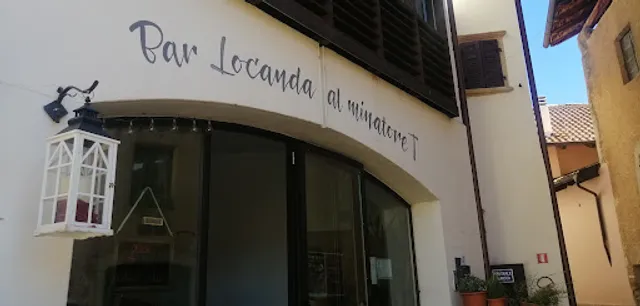 Bar Locanda al minatore T